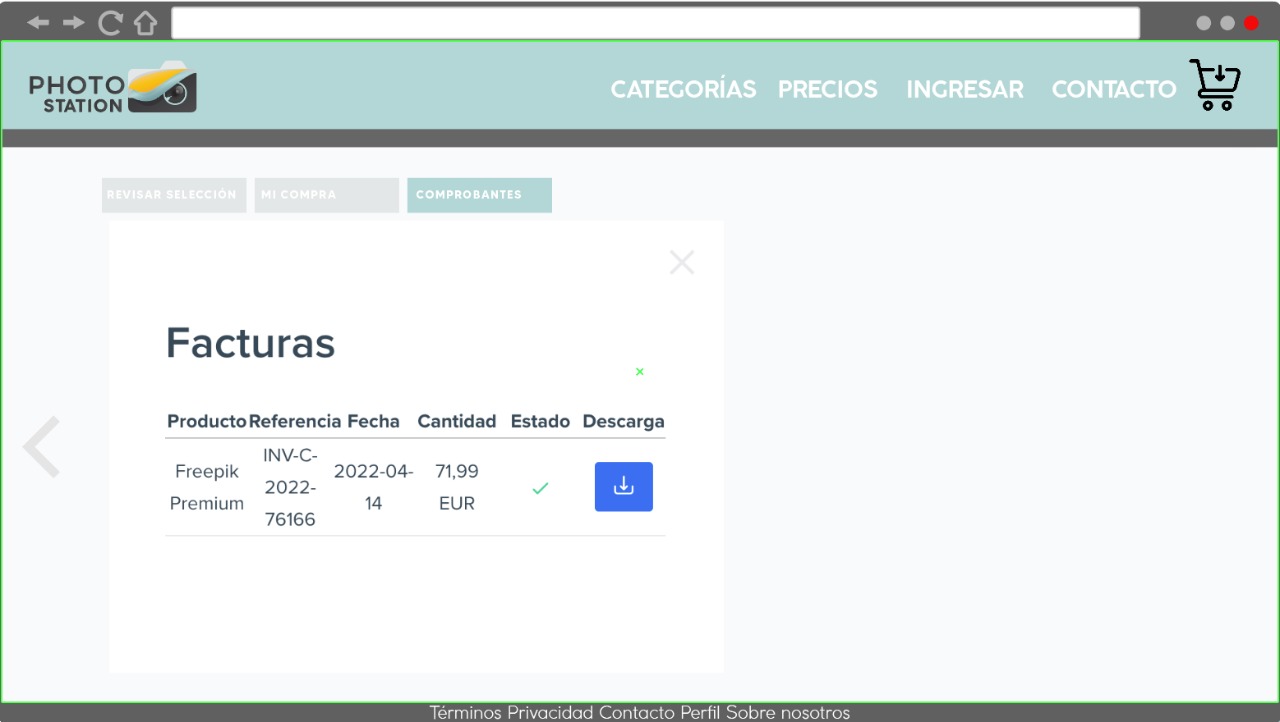 PHOTO
STATION
CATEGORÍAS PRECIOS INGRESAR CONTACTO
REVISAR SELECCIÓN MI COMPRA COMPROBANTES
Facturas
Producto Referencia Fecha Cantidad Estado Descarga
Freepik Premium INV-C-2022-76166 2022-04-14 71,99 EUR
Términos Privacidad Contacto Perfil Sobre nosotros